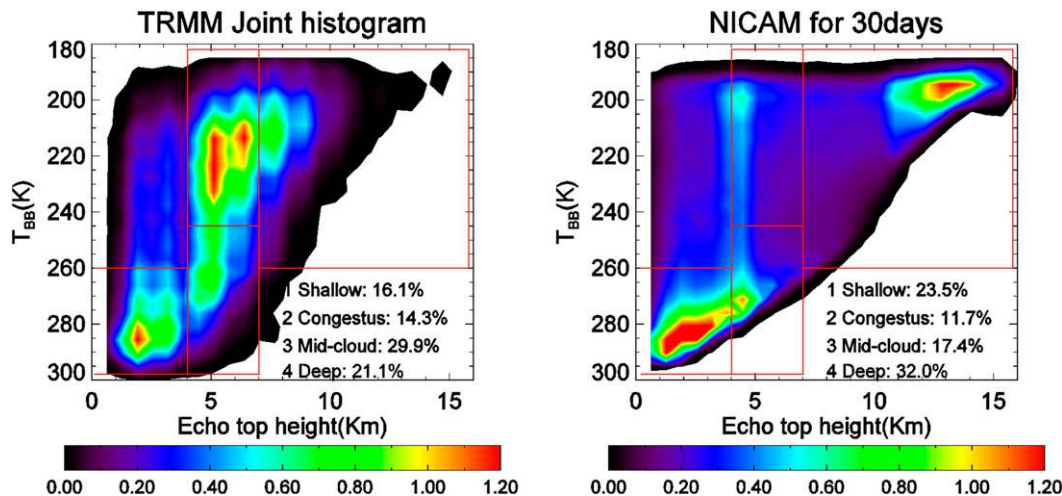 TRMM Joint histogram
180
200
220
240
260
280
300
T_BB(K)
1 Shallow: 16.1%
2 Congestus: 14.3%
3 Mid-cloud: 29.9%
4 Deep: 21.1%
0 5 10 15
Echo top height(Km)
0.00 0.20 0.40 0.60 0.80 1.00 1.20
NICAM for 30days
180
200
220
240
260
280
300
T_BB(K)
1 Shallow: 23.5%
2 Congestus: 11.7%
3 Mid-cloud: 17.4%
4 Deep: 32.0%
0 5 10 15
Echo top height(Km)
0.00 0.20 0.40 0.60 0.80 1.00 1.20